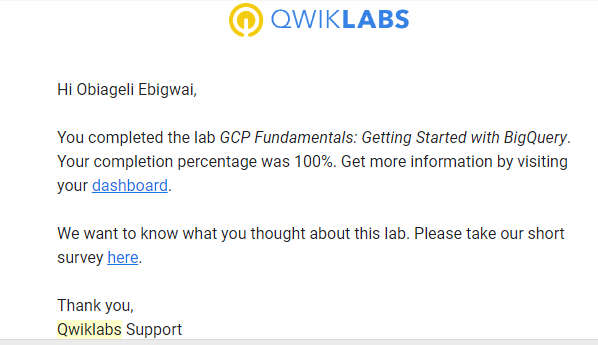 QWIKLABS
Hi Obiageli Ebigwai,
You completed the lab GCP Fundamentals: Getting Started with BigQuery.
Your completion percentage was 100%. Get more information by visiting
your dashboard.
We want to know what you thought about this lab. Please take our short
survey here.
Thank you,
Qwiklabs Support